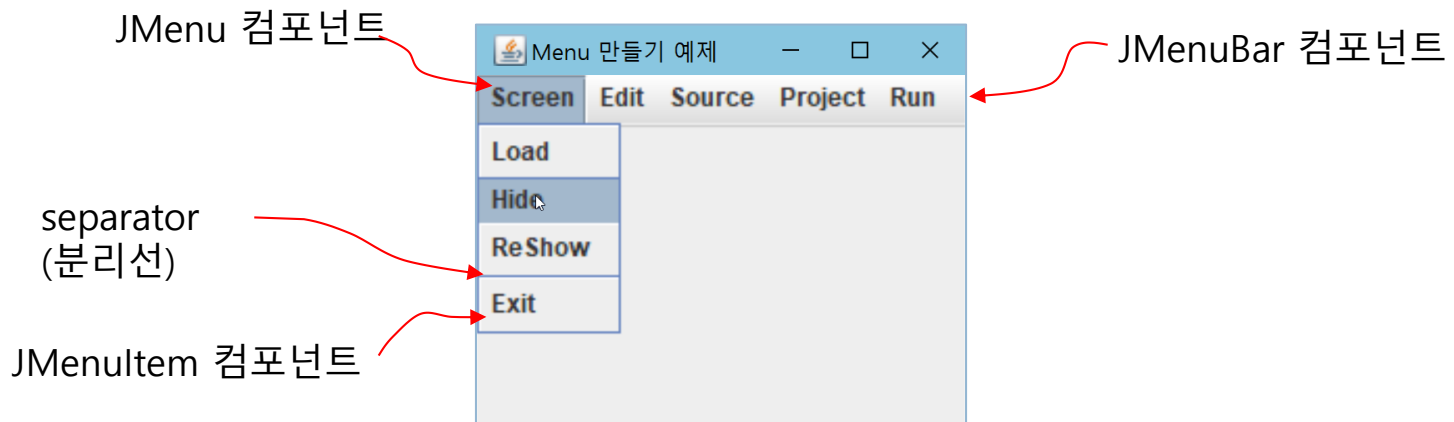 JMenu 컴포넌트
Menu 만들기 예제
JMenuBar 컴포넌트
Screen Edit Source Project Run
Load
Hide
ReShow
Exit
separator
(분리선)
JMenuItem 컴포넌트